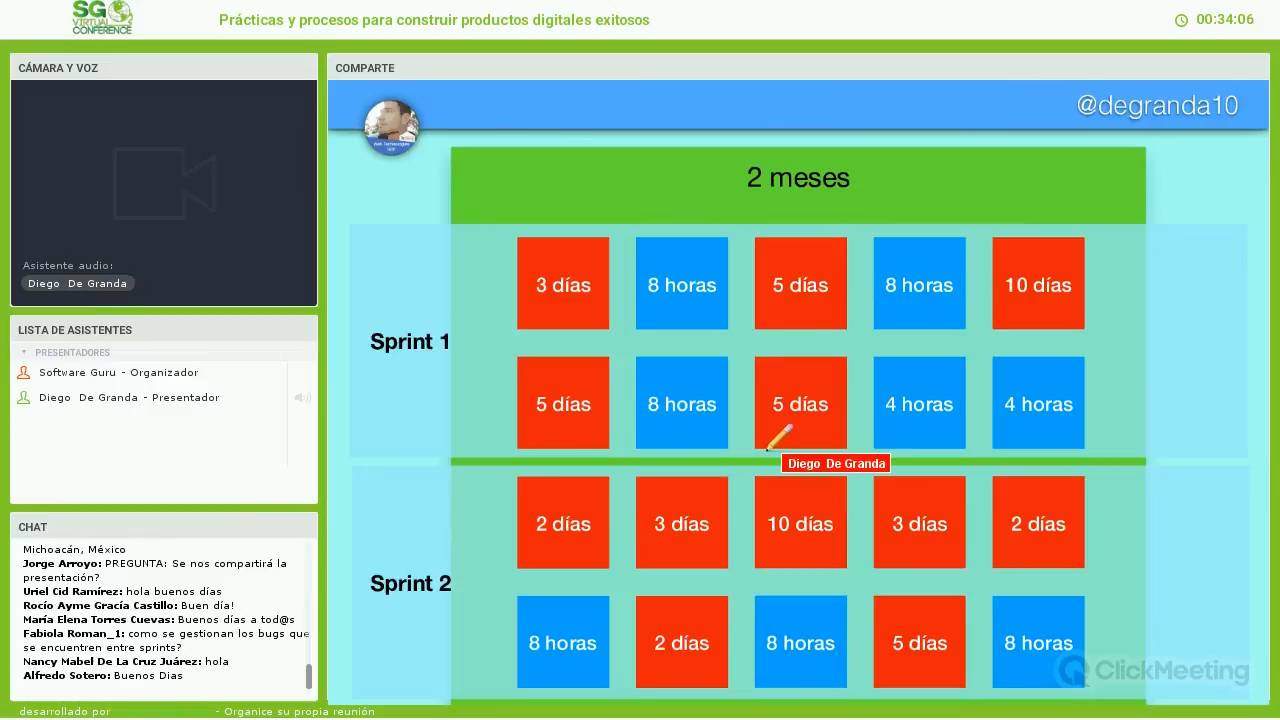 SG
VIRTUAL
CONFERENCE
Prácticas y procesos para construir productos digitales exitosos
00:34:06
CÁMARA Y VOZ
Asistente audio:
Diego De Granda
LISTA DE ASISTENTES
PRESENTADORES
Software Guru - Organizador
Diego De Granda - Presentador
CHAT
Michoacán, México
Jorge Arroyo: PREGUNTA: Se nos compartirá la
presentación?
Uriel Cid Ramírez: hola buenos días
Rocío Ayme Gracía Castillo: Buen día!
María Elena Torres Cuevas: Buenos días a tod@s
Fabiola Roman_1: como se gestionan los bugs que
se encuentren entre sprints?
Nancy Mabel De La Cruz Juárez: hola
Alfredo Sotero: Buenos Dias
desarrollado por - Organice su propia reunión
COMPARTE
@degranda10
2 meses
Sprint 1
3 días 8 horas 5 días 8 horas 10 días
5 días 8 horas 5 días 4 horas 4 horas
Diego De Granda
Sprint 2
2 días 3 días 10 días 3 días 2 días
8 horas 2 días 8 horas 5 días 8 horas
ClickMeeting